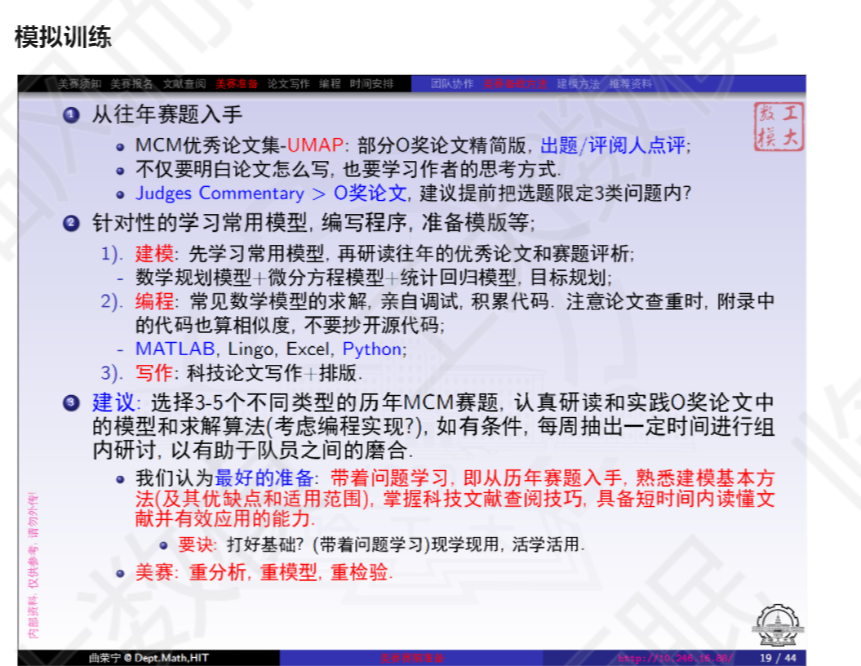 模拟训练
美赛须知 美赛报名 文献查阅 美赛准备 论文写作 编程 时间安排 团队协作 建模方法 推荐资料
数 工
模 大
1 从往年赛题入手
MCM优秀论文集-UMAP: 部分O奖论文精简版, 出题/评阅人点评;
不仅要明白论文怎么写, 也要学习作者的思考方式.
Judges Commentary > O奖论文, 建议提前把选题限定3类问题内?
2 针对性的学习常用模型, 编写程序, 准备模版等;
1). 建模: 先学习常用模型, 再研读往年的优秀论文和赛题评析;
- 数学规划模型+微分方程模型+统计回归模型, 目标规划;
2). 编程: 常见数学模型的求解, 亲自调试, 积累代码. 注意论文查重时, 附录中
的代码也算相似度, 不要抄开源代码;
- MATLAB, Lingo, Excel, Python;
3). 写作: 科技论文写作+排版.
3 建议: 选择3-5个不同类型的历年MCM赛题, 认真研读和实践O奖论文中
的模型和求解算法(考虑编程实现?), 如有条件, 每周抽出一定时间进行组
内研讨, 以有助于队员之间的磨合.
我们认为最好的准备: 带着问题学习, 即从历年赛题入手, 熟悉建模基本方
法(及其优缺点和适用范围), 掌握科技文献查阅技巧, 具备短时间内读懂文
献并有效应用的能力.
要诀: 打好基础? (带着问题学习)现学现用, 活学活用.
美赛: 重分析, 重模型, 重检验.
内部资料, 仅供参考, 请勿外传!
曲荣宁 @ Dept.Math,HIT
19 / 44